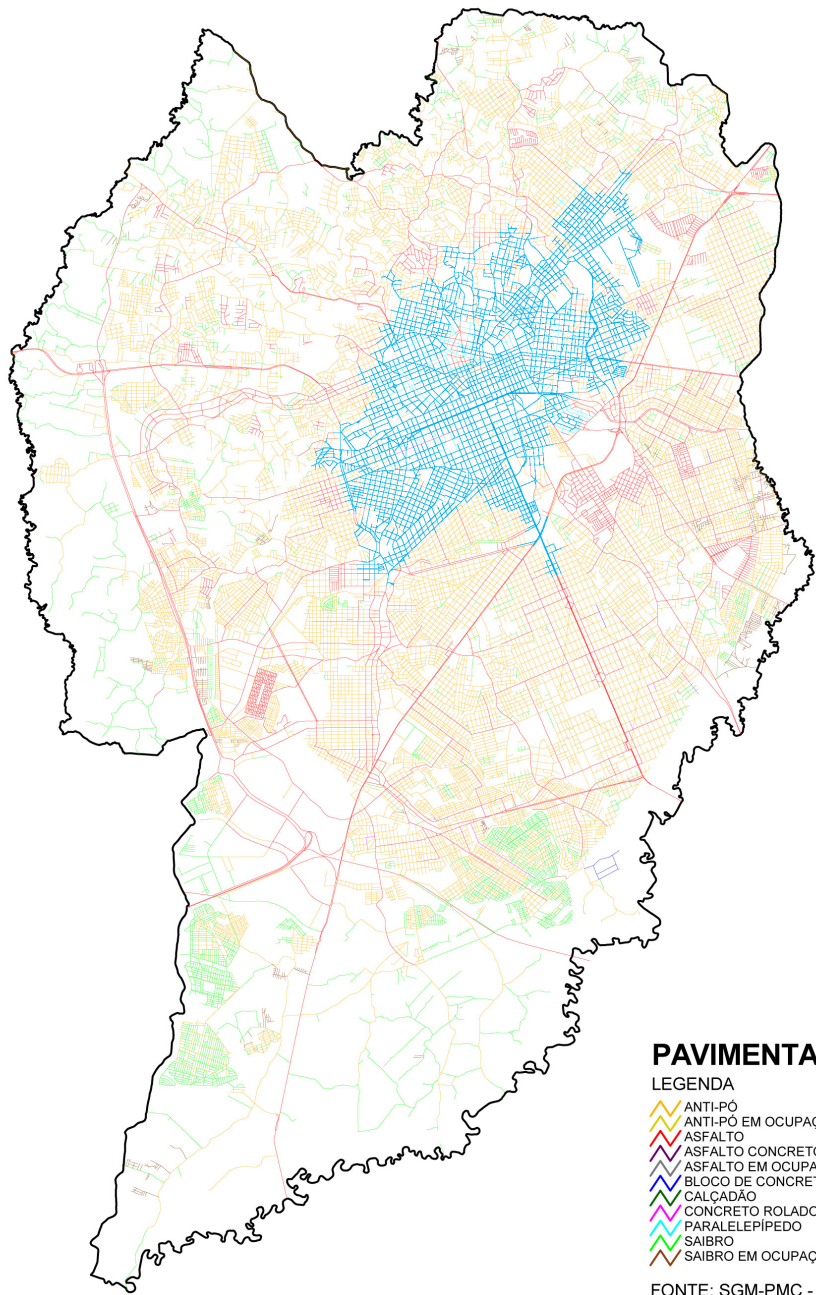 PAVIMENTA
LEGENDA
ANTI-PÓ
ANTI-PÓ EM OCUPAÇ
ASFALTO
ASFALTO CONCRETO
ASFALTO EM OCUPA
BLOCO DE CONCRET
CALÇADÃO
CONCRETO ROLADO
PARALELEPÍPEDO
SAIBRO
SAIBRO EM OCUPAÇ
FONTE: SGM-PMC -